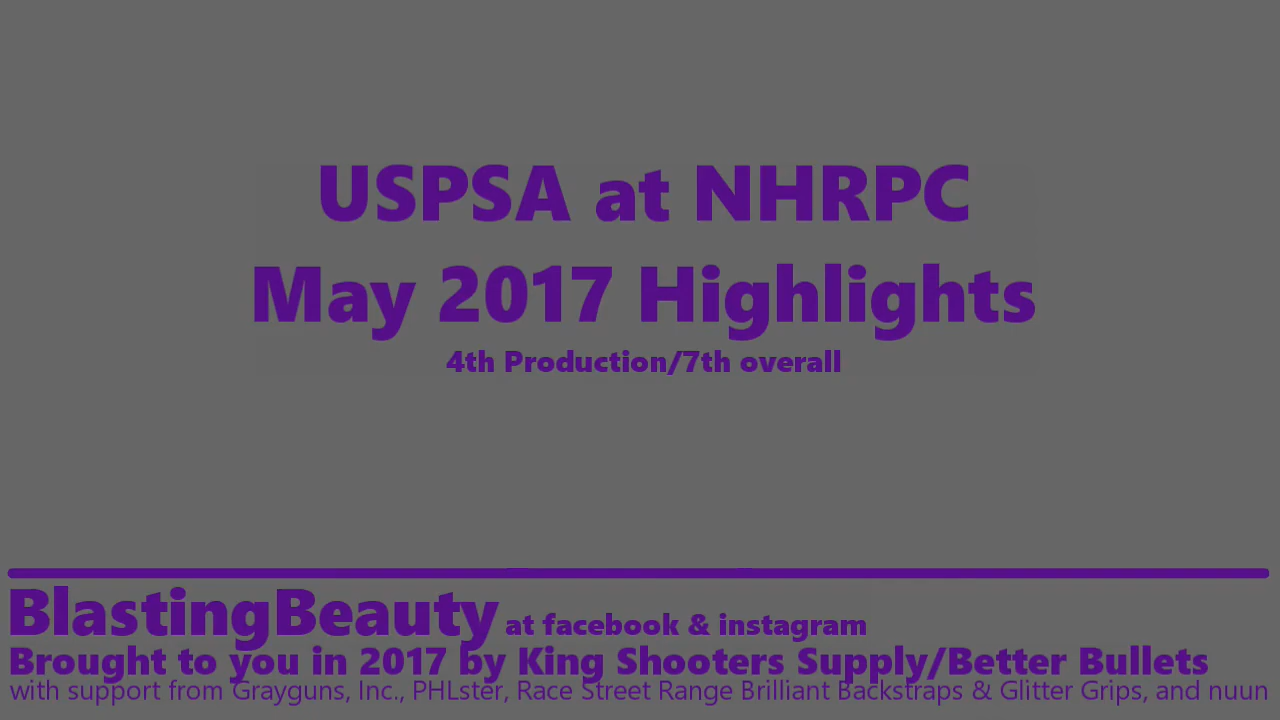 USPSA at NHRPC
May 2017 Highlights
4th Production/7th overall
BlastingBeauty at facebook & instagram
Brought to you in 2017 by King Shooters Supply/Better Bullets
with support from Grayguns, Inc., PHLster, Race Street Range Brilliant Backstraps & Glitter Grips, and nuun